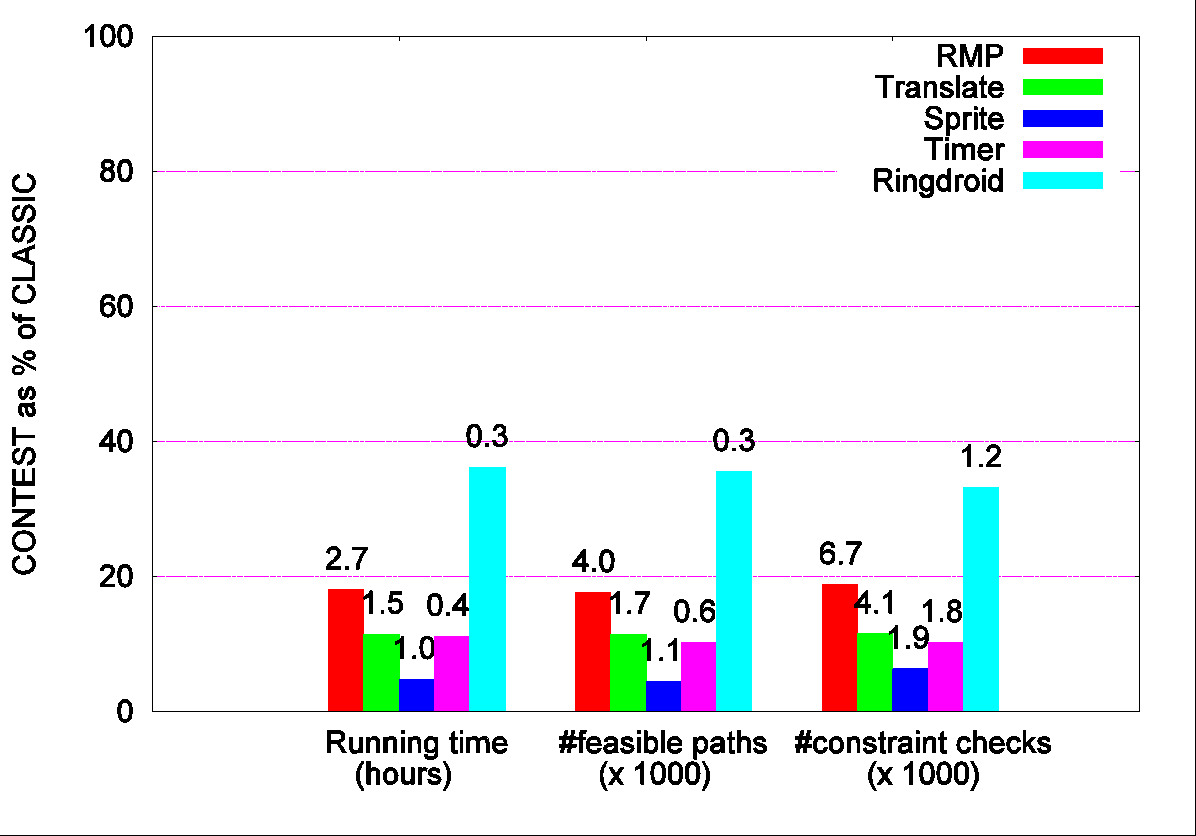 100
80
60
40
20
0
CONTEST as % of CLASSIC
RMP
Translate
Sprite
Timer
Ringdroid
2.7
1.5
1.0
0.4
0.3
4.0
1.7
1.1
0.6
0.3
6.7
4.1
1.9
1.8
1.2
Running time
(hours)
#feasible paths
(x 1000)
#constraint checks
(x 1000)